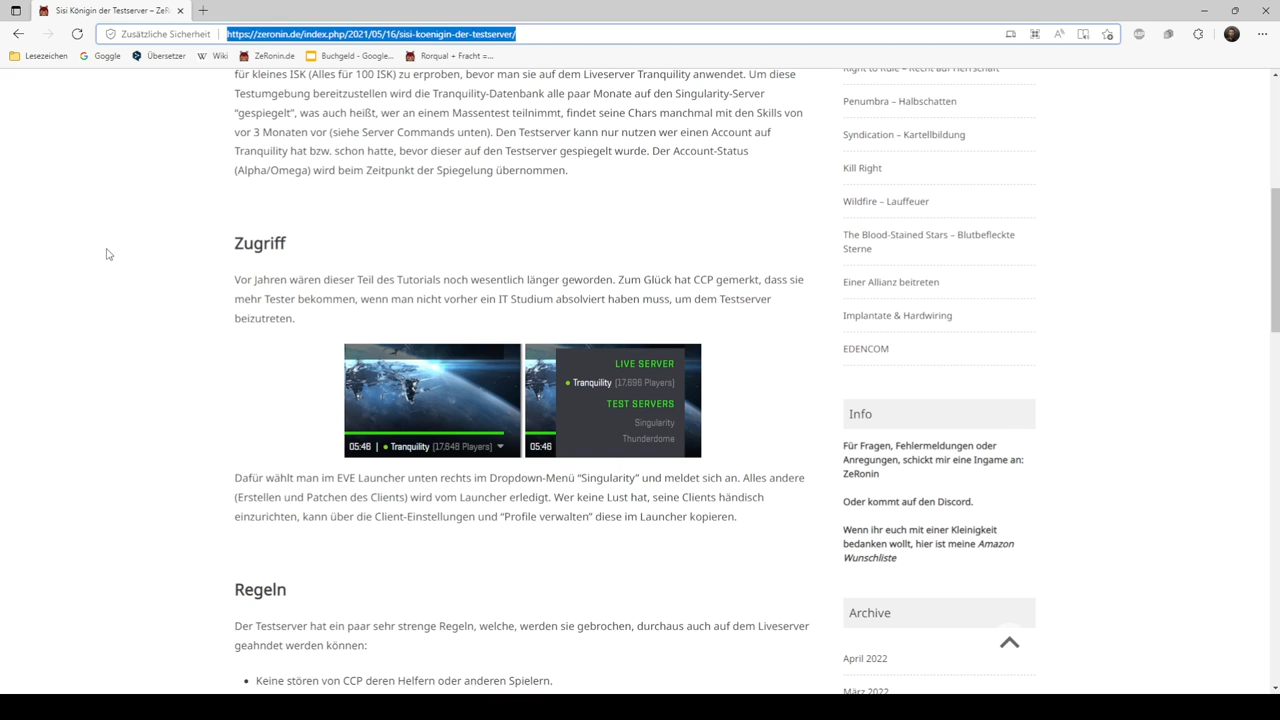 Sisi Königin der Testserver – ZeR
Zusätzliche Sicherheit
https://zeronin.de/index.php/2021/05/16/sisi-koenigin-der-testserver/
Lesezeichen
Goggle
Übersetzer
Wiki
ZeRonin.de
Buchgeld - Google...
Rorqual + Fracht =...
für kleines ISK (Alles für 100 ISK) zu erproben, bevor man sie auf dem Liveserver Tranquility anwendet. Um diese
Testumgebung bereitzustellen wird die Tranquility-Datenbank alle paar Monate auf den Singularity-Server
“gespiegelt”, was auch heißt, wer an einem Massentest teilnimmt, findet seine Chars manchmal mit den Skills von
vor 3 Monaten vor (siehe Server Commands unten). Den Testserver kann nur nutzen wer einen Account auf
Tranquility hat bzw. schon hatte, bevor dieser auf den Testserver gespiegelt wurde. Der Account-Status
(Alpha/Omega) wird beim Zeitpunkt der Spiegelung übernommen.
Zugriff
Vor Jahren wären dieser Teil des Tutorials noch wesentlich länger geworden. Zum Glück hat CCP gemerkt, dass sie
mehr Tester bekommen, wenn man nicht vorher ein IT Studium absolviert haben muss, um dem Testserver
beizutreten.
05:46 | Tranquility [17,648 Players]
LIVE SERVER
Tranquility [17,696 Players]
TEST SERVERS
Singularity
Thunderdome
05:46
Dafür wählt man im EVE Launcher unten rechts im Dropdown-Menü “Singularity” und meldet sich an. Alles andere
(Erstellen und Patchen des Clients) wird vom Launcher erledigt. Wer keine Lust hat, seine Clients händisch
einzurichten, kann über die Client-Einstellungen und “Profile verwalten” diese im Launcher kopieren.
Regeln
Der Testserver hat ein paar sehr strenge Regeln, welche, werden sie gebrochen, durchaus auch auf dem Liveserver
geahndet werden können:
Keine stören von CCP deren Helfern oder anderen Spielern.
Right to Rule – Recht auf Herrschaft
Penumbra – Halbschatten
Syndication – Kartellbildung
Kill Right
Wildfire – Lauffeuer
The Blood-Stained Stars – Blutbefleckte
Sterne
Einer Allianz beitreten
Implantate & Hardwiring
EDENCOM
Info
Für Fragen, Fehlermeldungen oder
Anregungen, schickt mir eine Ingame an:
ZeRonin
Oder kommt auf den Discord.
Wenn ihr euch mit einer Kleinigkeit
bedanken wollt, hier ist meine Amazon
Wunschliste
Archive
April 2022
März 2022